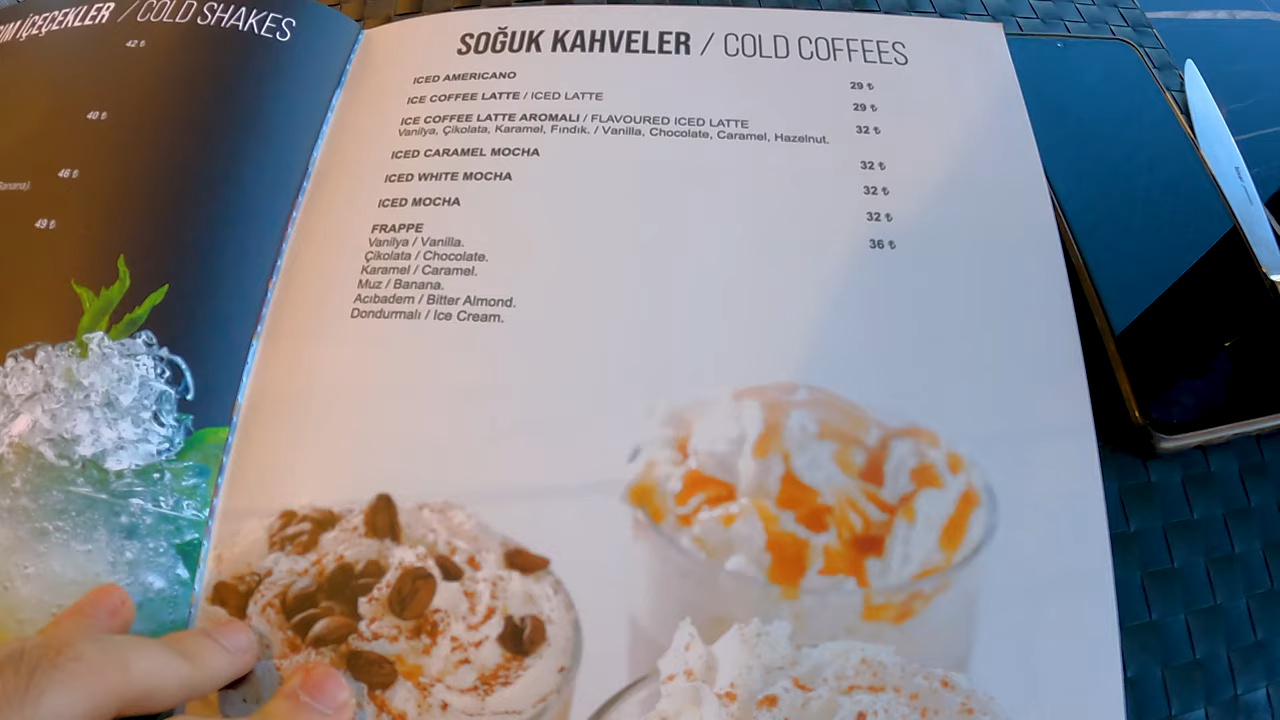 İÇEÇEKLER / COLD SHAKES
42 ₺
40 ₺
46 ₺
Banana).
49 ₺
SOĞUK KAHVELER / COLD COFFEES
ICED AMERICANO 29 ₺
ICE COFFEE LATTE / ICED LATTE 29 ₺
ICE COFFEE LATTE AROMALI / FLAVOURED ICED LATTE 32 ₺
Vanilya, Çikolata, Karamel, Fındık. / Vanilla, Chocolate, Caramel, Hazelnut.
ICED CARAMEL MOCHA 32 ₺
ICED WHITE MOCHA 32 ₺
ICED MOCHA 32 ₺
FRAPPE 36 ₺
Vanilya / Vanilla.
Çikolata / Chocolate.
Karamel / Caramel.
Muz / Banana.
Acıbadem / Bitter Almond.
Dondurmalı / Ice Cream.